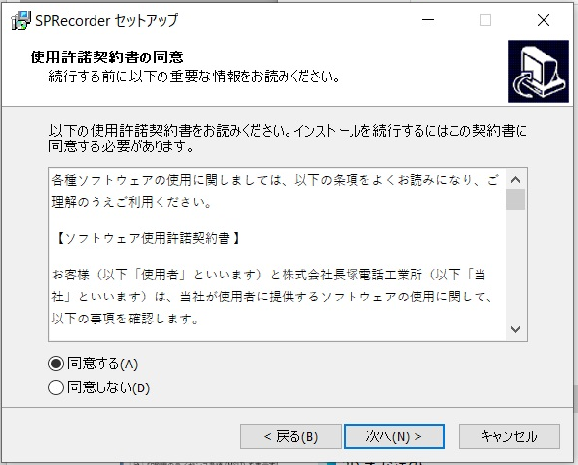 SPRecorder セットアップ
使用許諾契約書の同意
続行する前に以下の重要な情報をお読みください。
以下の使用許諾契約書をお読みください。インストールを続行するにはこの契約書に
同意する必要があります。
各種ソフトウェアの使用に関しましては、以下の条項をよくお読みになり、ご
理解のうえご利用ください。
【ソフトウェア使用許諾契約書】
お客様（以下「使用者」といいます）と株式会社長塚電話工業所（以下「当
社」といいます）は、当社が使用者に提供するソフトウェアの使用に関して、
以下の事項を確認します。
同意する(A)
同意しない(D)
< 戻る(B)
次へ(N) >
キャンセル